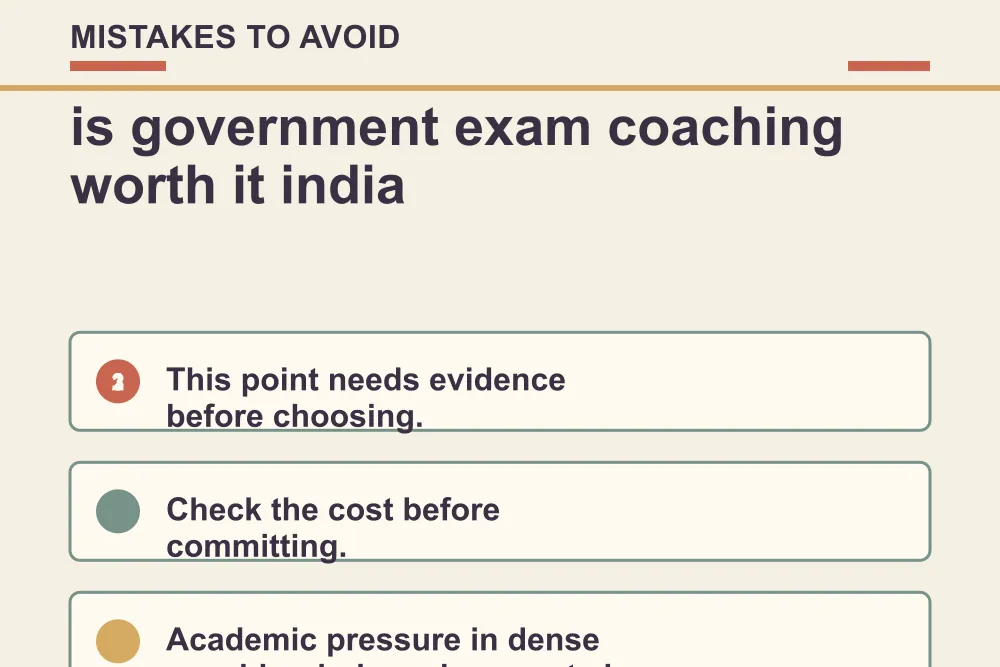 MISTAKES TO AVOID
is government exam coaching
worth it india
This point needs evidence
before choosing.
Check the cost before
committing.
Academic pressure in dense